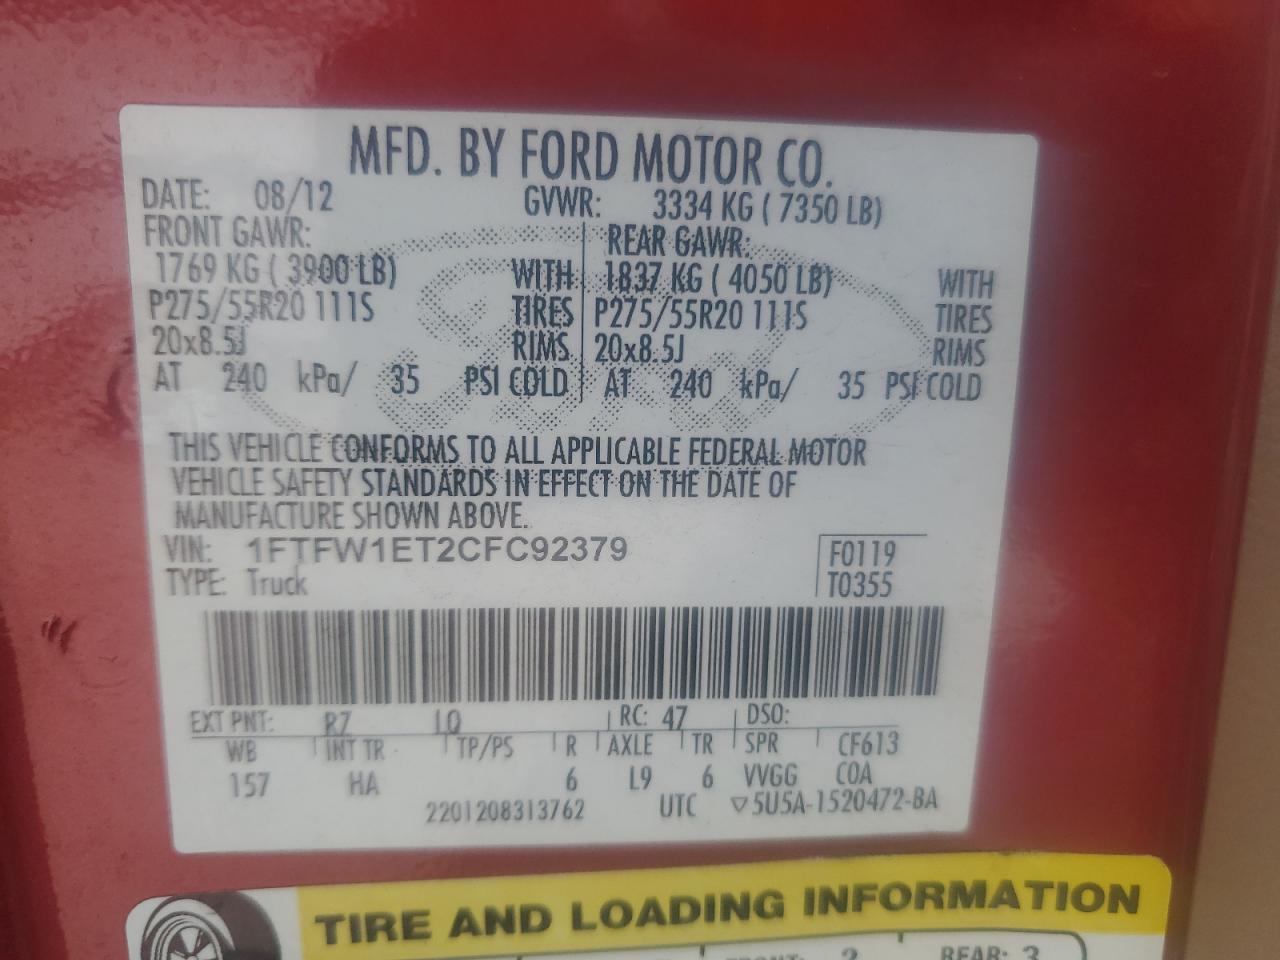 MFD. BY FORD MOTOR CO.
DATE: 08/12 GVWR: 3334 KG ( 7350 LB)
FRONT GAWR: REAR GAWR:
1769 KG ( 3900 LB) WITH 1837 KG ( 4050 LB) WITH
P275/55R20 111S TIRES P275/55R20 111S TIRES
20x8.5J RIMS 20x8.5J RIMS
AT 240 kPa/ 35 PSI COLD AT 240 kPa/ 35 PSI COLD
THIS VEHICLE CONFORMS TO ALL APPLICABLE FEDERAL MOTOR
VEHICLE SAFETY STANDARDS IN EFFECT ON THE DATE OF
MANUFACTURE SHOWN ABOVE.
VIN: 1FTFW1ET2CFC92379 F0119
TYPE: Truck T0355
EXT PNT: RZ LQ RC: 47 DSO:
WB INT TR TP/PS R AXLE TR SPR CF613
157 HA 6 L9 6 VVGG COA
2201208313762 UTC ▽5U5A-1520472-BA
TIRE AND LOADING INFORMATION
REAR: 3